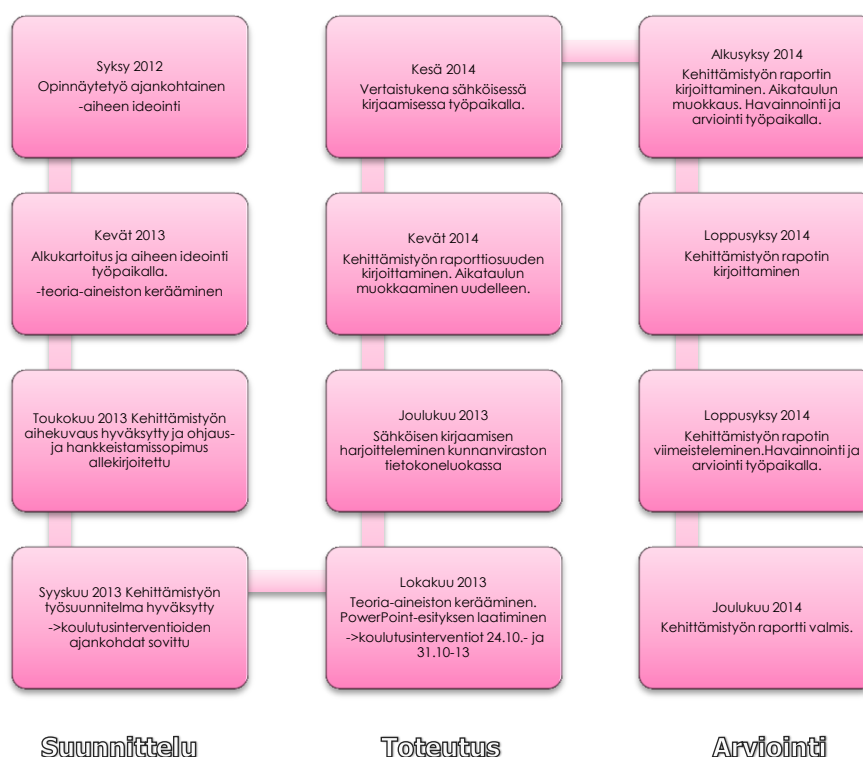 Syksy 2012
Opinnäytetyö ajankohtainen
-aiheen ideointi
Kevät 2013
Alkukartoitus ja aiheen ideointi
työpaikalla.
-teoria-aineiston kerääminen
Toukokuu 2013 Kehittämistyön
aihekuvaus hyväksytty ja ohjaus-
ja hankkeistamissopimus
allekirjoitettu
Syyskuu 2013 Kehittämistyön
työsuunnitelma hyväksytty
->koulutusinterventioiden
ajankohdat sovittu
Suunnittelu
Lokakuu 2013
Teoria-aineiston kerääminen.
PowerPoint-esityksen laatiminen
->koulutusinterventiot 24.10.- ja
31.10-13
Joulukuu 2013
Sähköisen kirjaamisen
harjoitteleminen kunnanviraston
tietokoneluokassa
Kevät 2014
Kehittämistyön raporttiosuuden
kirjoittaminen. Aikataulun
muokkaaminen uudelleen.
Kesä 2014
Vertaistukena sähköisessä
kirjaamisessa työpaikalla.
Toteutus
Alkusyksy 2014
Kehittämistyön raportin
kirjoittaminen. Aikataulun
muokkaus. Havainnointi ja
arviointi työpaikalla.
Loppusyksy 2014
Kehittämistyön rapotin
kirjoittaminen
Loppusyksy 2014
Kehittämistyön rapotin
viimeisteleminen.Havainnointi ja
arviointi työpaikalla.
Joulukuu 2014
Kehittämistyön raportti valmis.
Arviointi